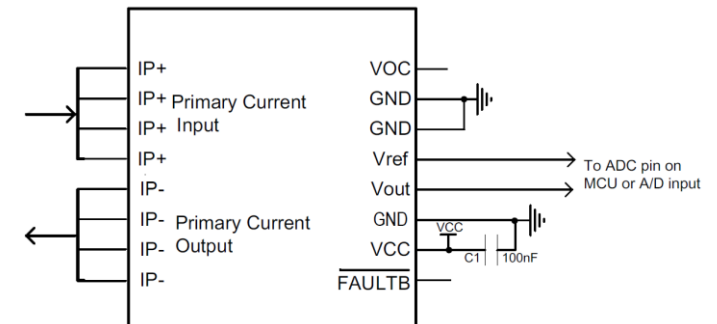 IP+
IP+ Primary Current
IP+ Input
IP+
IP-
IP- Primary Current
IP- Output
IP-
VOC
GND
GND
Vref
Vout
GND
VCC
FAULTB
To ADC pin on
MCU or A/D input
VCC
C1 100nF